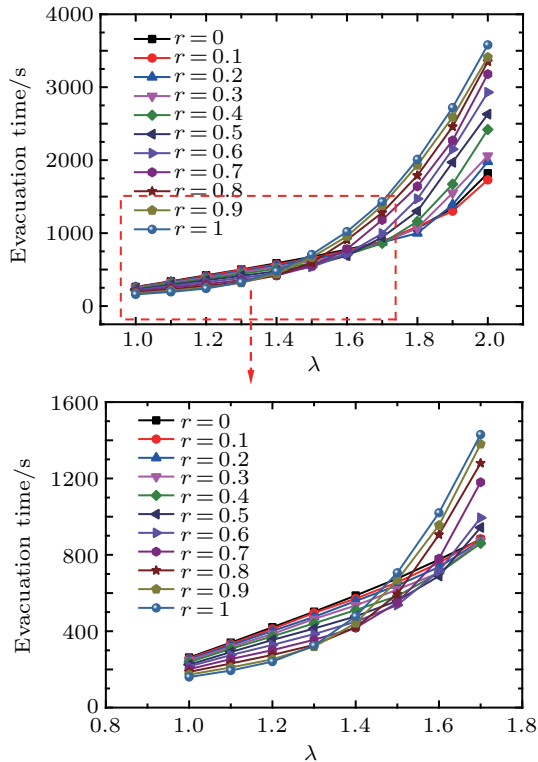 4000
3000
2000
1000
0
Evacuation time/s
r = 0
r = 0.1
r = 0.2
r = 0.3
r = 0.4
r = 0.5
r = 0.6
r = 0.7
r = 0.8
r = 0.9
r = 1
1.0 1.2 1.4 1.6 1.8 2.0
λ
1600
1200
800
400
0
Evacuation time/s
r = 0
r = 0.1
r = 0.2
r = 0.3
r = 0.4
r = 0.5
r = 0.6
r = 0.7
r = 0.8
r = 0.9
r = 1
0.8 1.0 1.2 1.4 1.6 1.8
λ